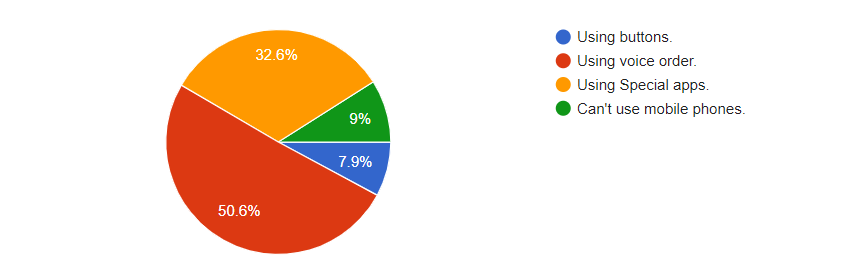 32.6%
9%
7.9%
50.6%
Using buttons.
Using voice order.
Using Special apps.
Can't use mobile phones.